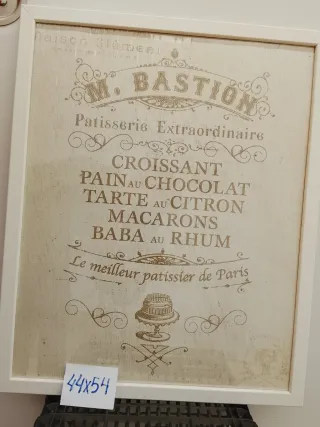 M. BASTION
Patisserie Extraordinaire
CROISSANT
PAIN AU CHOCOLAT
TARTE AU CITRON
MACARONS
BABA AU RHUM
Le meilleur patissier de Paris
44x54